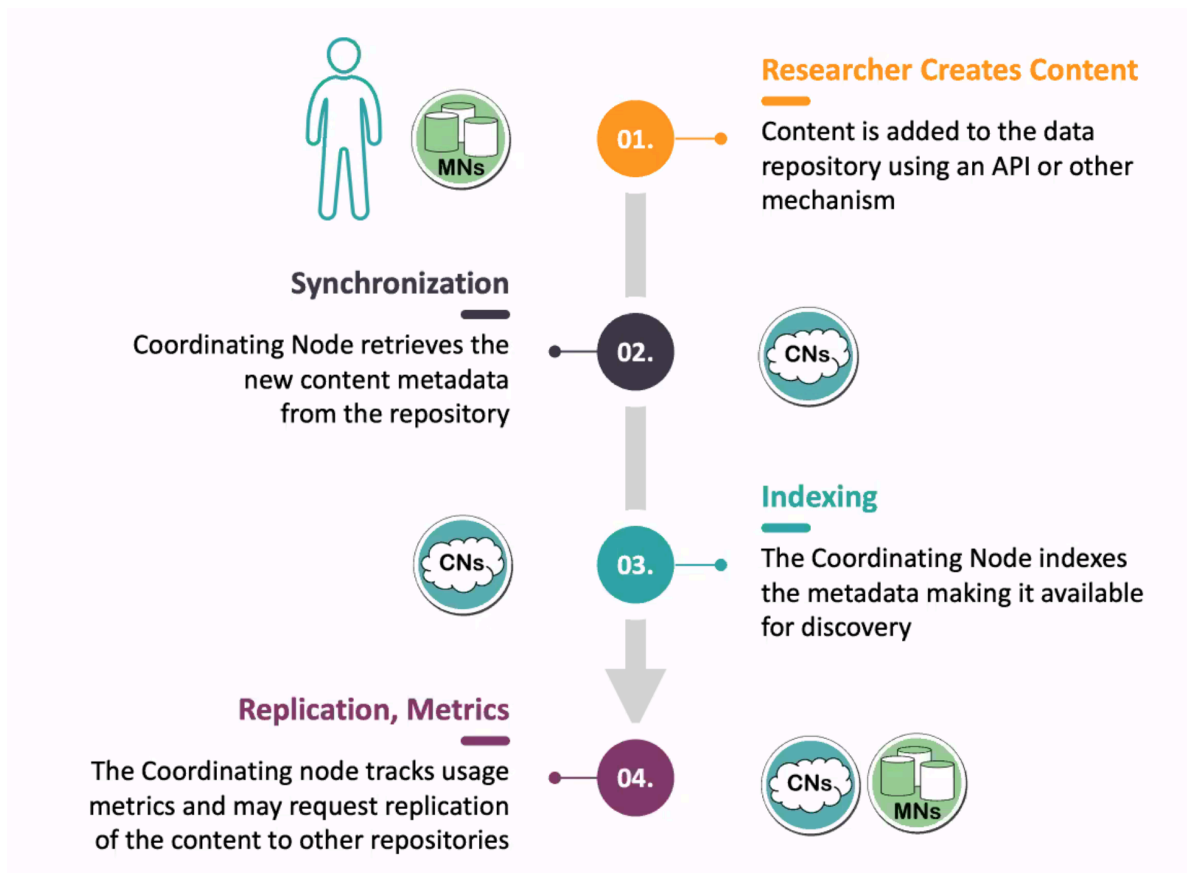 Researcher Creates Content
MNs
01.
Content is added to the data
repository using an API or other
mechanism
Synchronization
Coordinating Node retrieves the
new content metadata
from the repository
02.
CNs
Indexing
CNs
03.
The Coordinating Node indexes
the metadata making it available
for discovery
Replication, Metrics
The Coordinating node tracks usage
metrics and may request replication
of the content to other repositories
04.
CNs
MNs